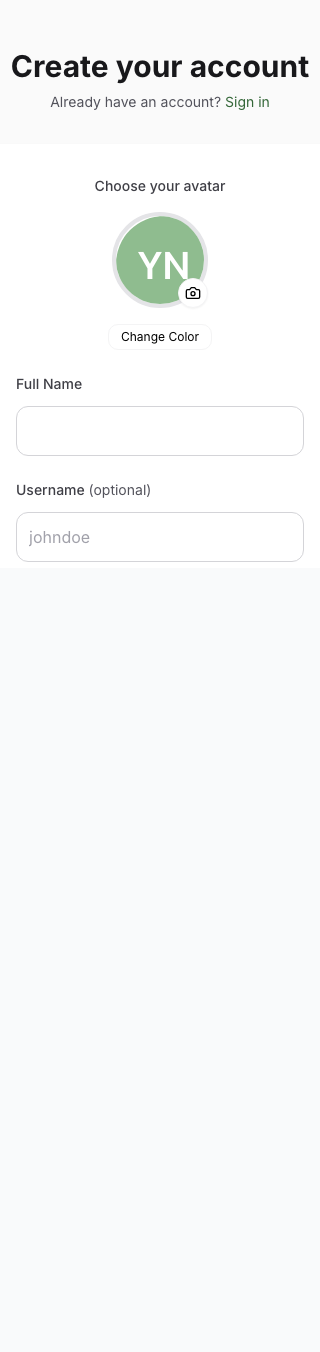 Create your account
Already have an account? Sign in
Choose your avatar
YN
Change Color
Full Name
Username (optional)
johndoe